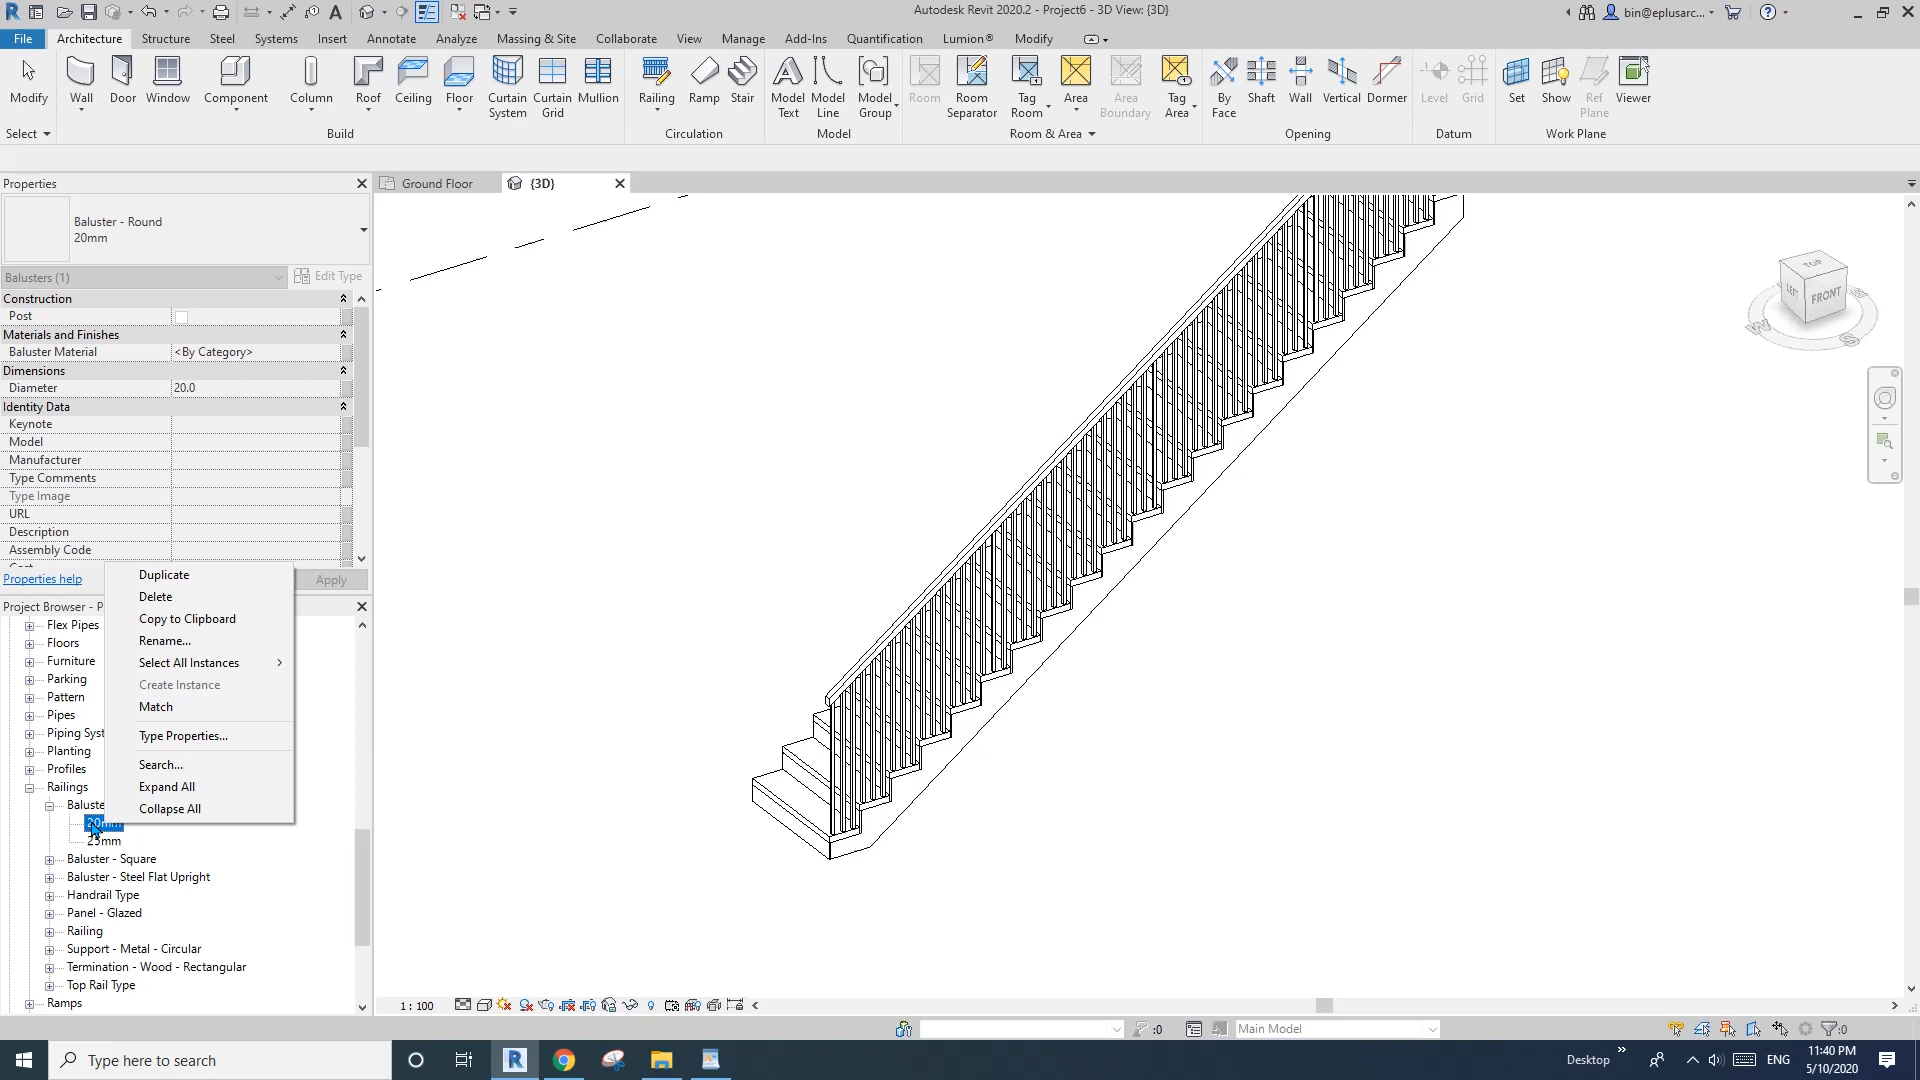 Autodesk Revit 2020.2 - Project6 - 3D View: {3D}
bin@eplusarc...
File
Architecture
Structure
Steel
Systems
Insert
Annotate
Analyze
Massing & Site
Collaborate
View
Manage
Add-Ins
Quantification
Lumion®
Modify
Modify
Wall
Door
Window
Component
Column
Roof
Ceiling
Floor
Curtain System
Curtain Grid
Mullion
Railing
Ramp
Stair
Model Text
Model Line
Model Group
Room
Room Separator
Tag Room
Area
Area Boundary
Tag Area
By Face
Shaft
Wall
Vertical
Dormer
Level
Grid
Set
Show
Ref Plane
Viewer
Select
Build
Circulation
Model
Room & Area
Opening
Datum
Work Plane
Properties
Ground Floor
{3D}
Baluster - Round
20mm
Balusters (1)
Edit Type
Construction
Post
Materials and Finishes
Baluster Material
<By Category>
Dimensions
Diameter
20.0
Identity Data
Keynote
Model
Manufacturer
Type Comments
Type Image
URL
Description
Assembly Code
Properties help
Apply
Duplicate
Delete
Copy to Clipboard
Rename...
Select All Instances
Create Instance
Match
Type Properties...
Search...
Expand All
Collapse All
Project Browser - P
Flex Pipes
Floors
Furniture
Parking
Pattern
Pipes
Piping Syst
Planting
Profiles
Railings
Baluste
20mm
25mm
Baluster - Square
Baluster - Steel Flat Upright
Handrail Type
Panel - Glazed
Railing
Support - Metal - Circular
Termination - Wood - Rectangular
Top Rail Type
Ramps
TOP
LEFT
FRONT
W
S
1 : 100
:0
Main Model
:0
Type here to search
Desktop
ENG
11:40 PM
5/10/2020